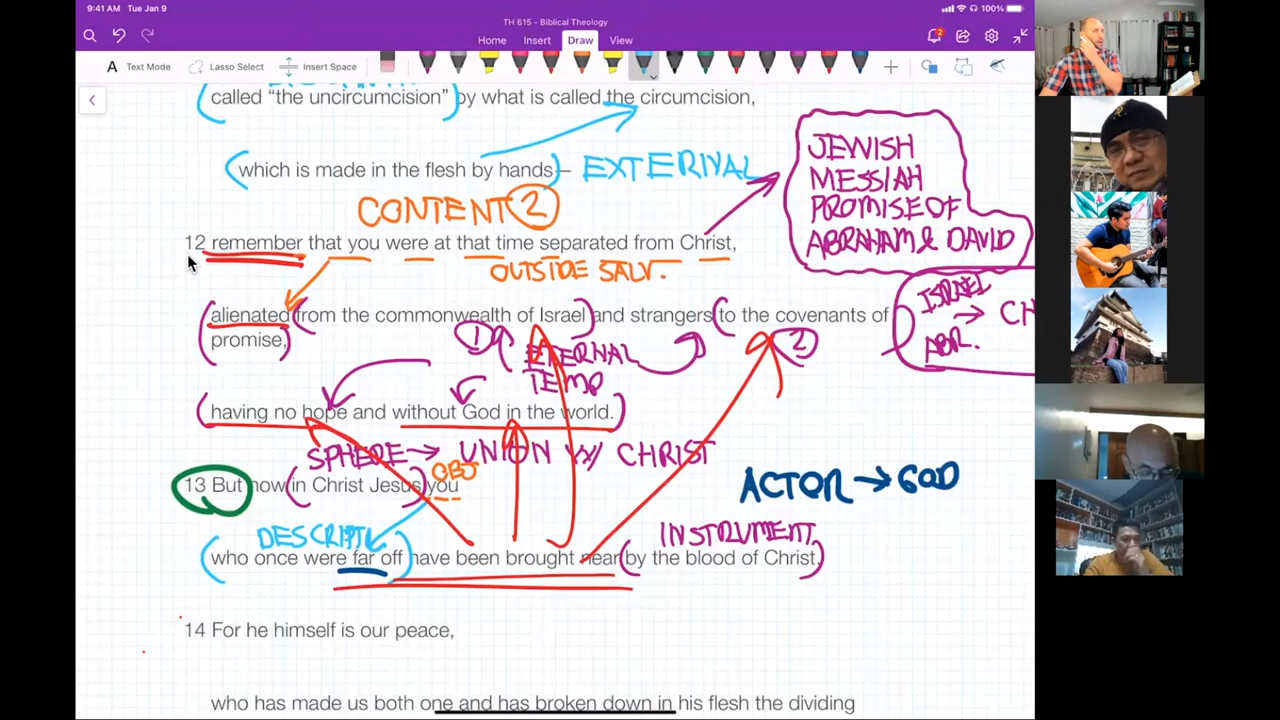 9:41 AM Tue Jan 9
100%
TH 615 - Biblical Theology
Home Insert Draw View
2
A Text Mode Lasso Select Insert Space
called “the uncircumcision” by what is called the circumcision,
which is made in the flesh by hands– EXTERNAL
JEWISH
MESSIAH
PROMISE OF
ABRAHAM & DAVID
CONTENT 2
12 remember that you were at that time separated from Christ,
OUTSIDE SALV.
alienated from the commonwealth of Israel and strangers to the covenants of
promise,
ISRAEL
→ CH
ABR.
1
ETERNAL
TEMP
2
having no hope and without God in the world.
SPHERE → UNION W/ CHRIST
OBJ
13 But now in Christ Jesus you
ACTOR → GOD
DESCRIPT.
INSTRUMENT
who once were far off have been brought near by the blood of Christ.
14 For he himself is our peace,
who has made us both one and has broken down in his flesh the dividing